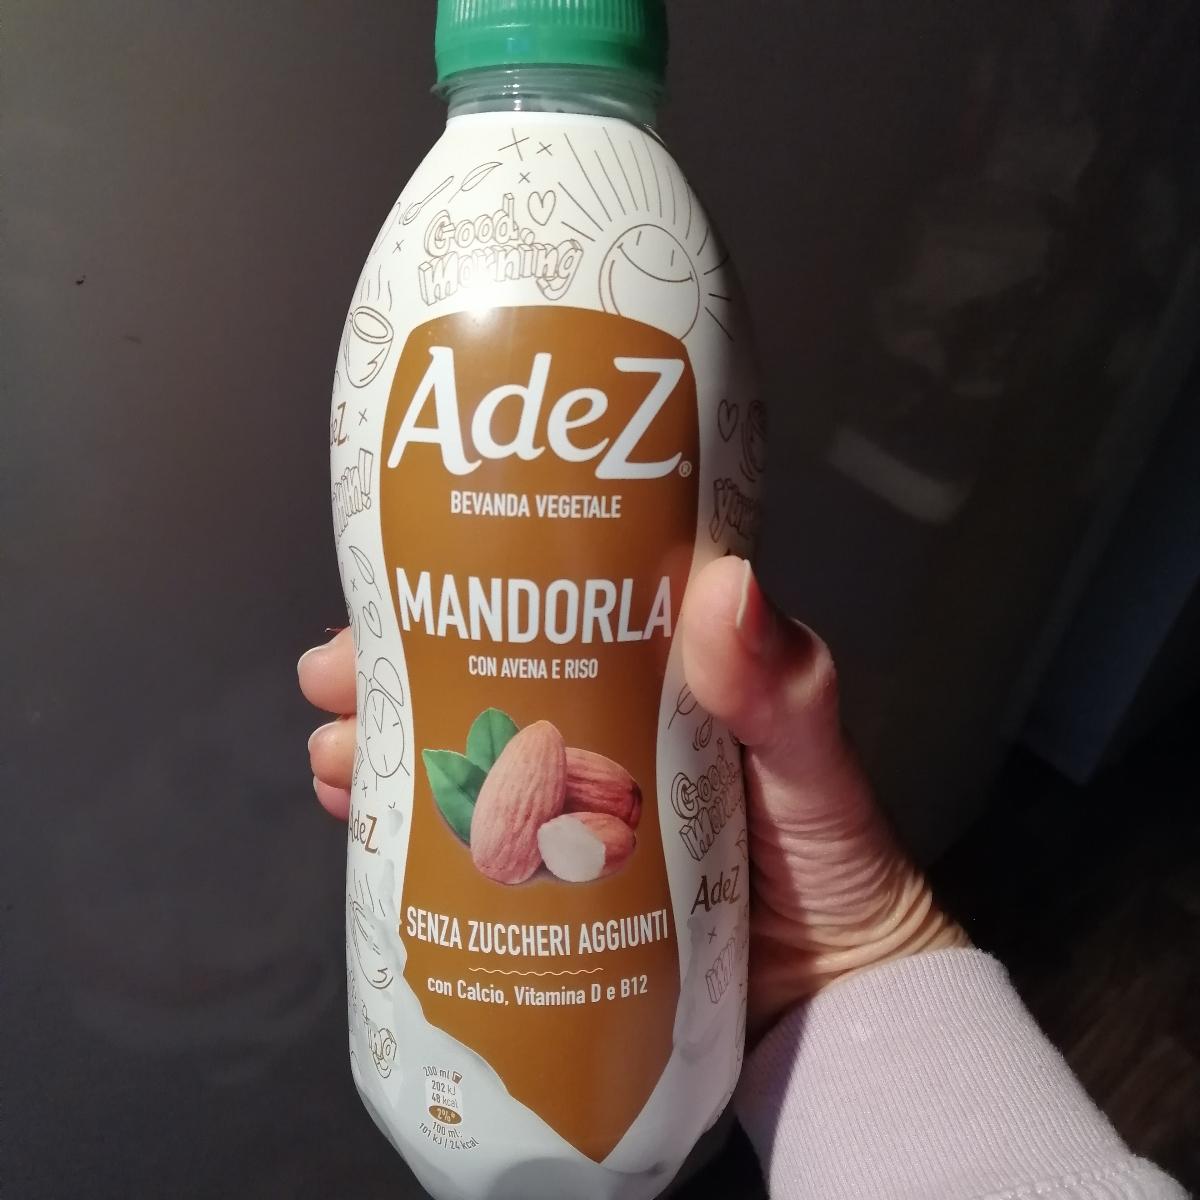 Good
Morning
AdeZ®
BEVANDA VEGETALE
MANDORLA
CON AVENA E RISO
SENZA ZUCCHERI AGGIUNTI
con Calcio, Vitamina D e B12
200 ml
202 kJ
48 kcal
2%*
100 ml:
101 kJ / 24 kcal
AdeZ
Good
AdeZ